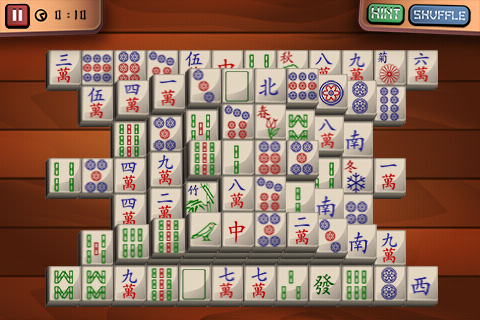 0:10 HINT SHUFFLE
三萬 伍萬 中 秋 八萬 九萬 菊 六萬
伍萬 四萬 一萬 北
春 八萬 南
四萬 九萬 冬 一萬
四萬 二萬 竹 八萬 南
中 二萬 南 九萬
九萬 七萬 七萬 發 西